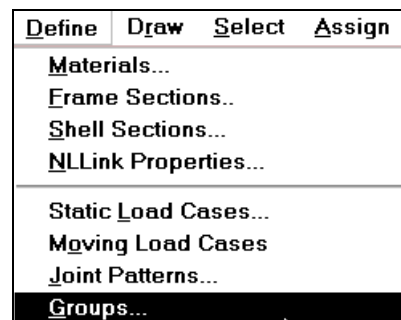 Define Draw Select Assign
Materials...
Frame Sections..
Shell Sections...
NLLink Properties...
Static Load Cases...
Moving Load Cases
Joint Patterns...
Groups...